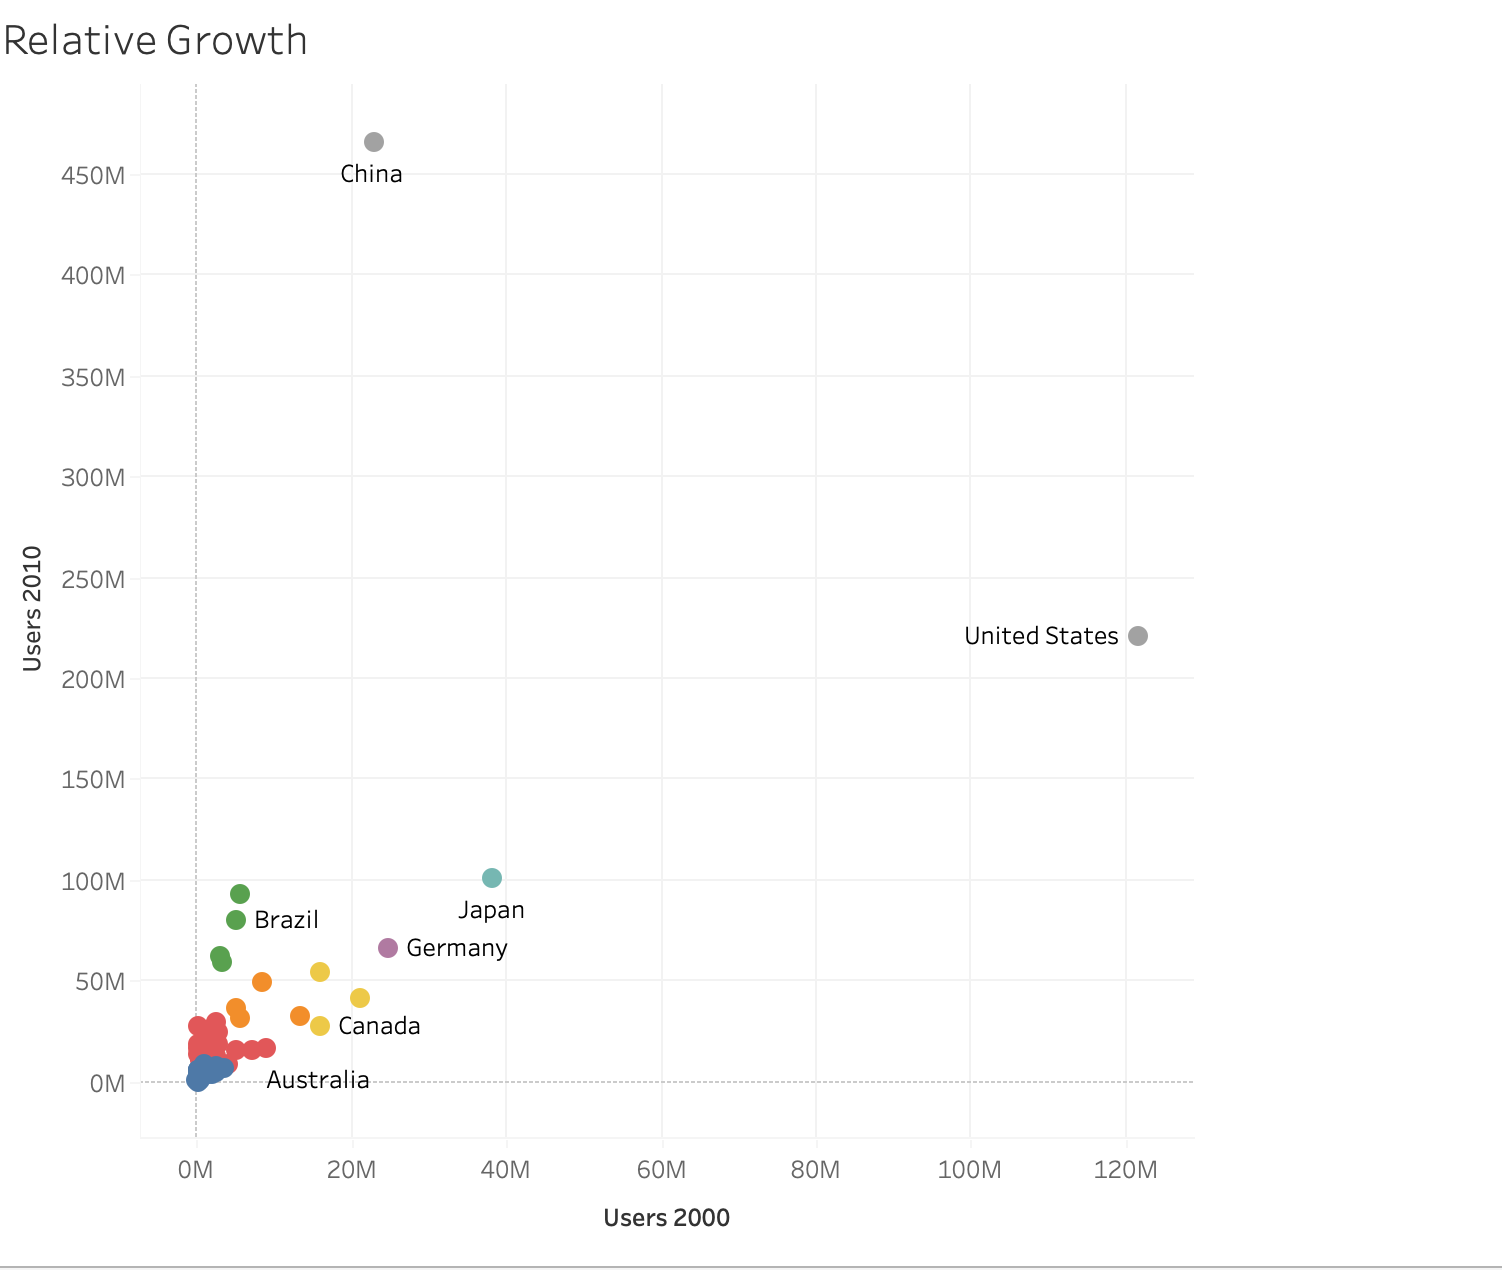 Relative Growth
China
450M
400M
350M
300M
250M
United States
200M
150M
100M
Brazil
Japan
Germany
50M
Canada
Australia
0M
Users 2010
0M 20M 40M 60M 80M 100M 120M
Users 2000